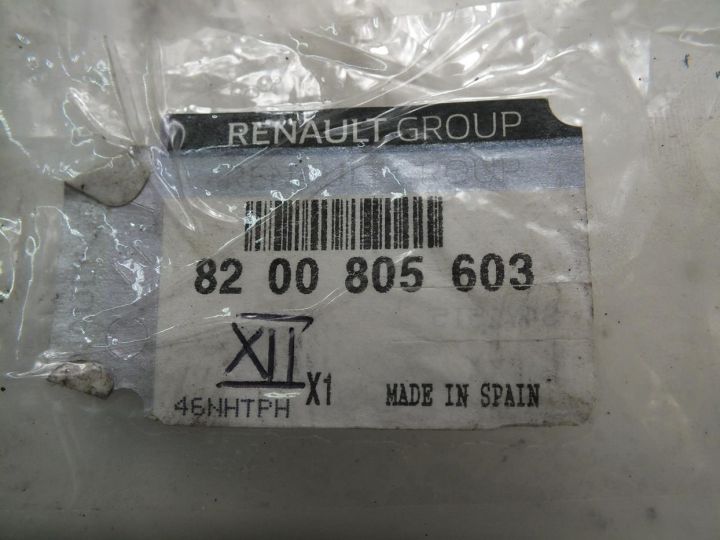 RENAULT GROUP
82 00 805 603
XII
X1
46NHTPH
MADE IN SPAIN